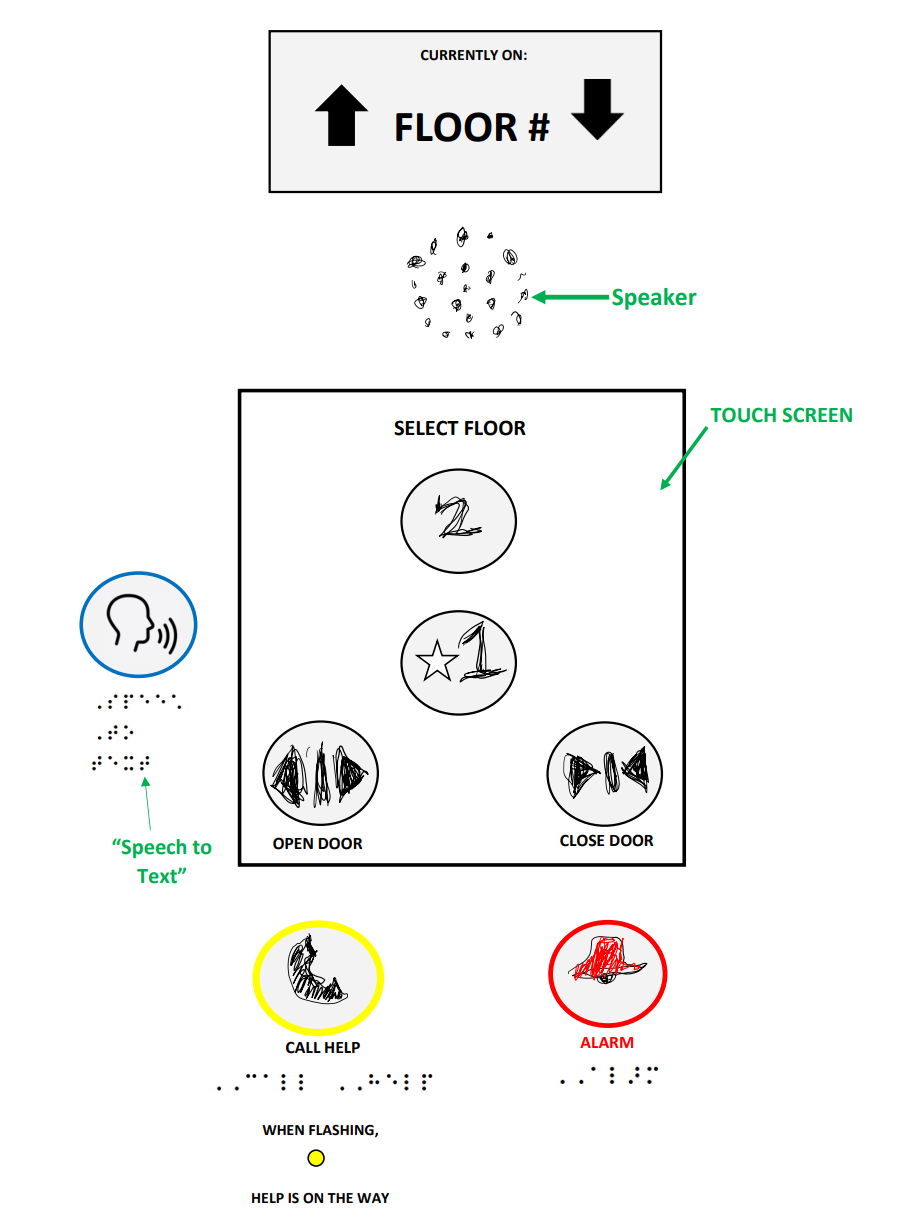 CURRENTLY ON:
FLOOR #
Speaker
TOUCH SCREEN
SELECT FLOOR
2
1
⠠⠎⠏⠑⠑⠡
⠠⠞⠕
⠞⠑⠭⠞
“Speech to
Text”
OPEN DOOR
CLOSE DOOR
CALL HELP
⠠⠠⠉⠁⠇⠇ ⠠⠠⠓⠑⠇⠏
ALARM
⠠⠠⠁⠇⠜⠍
WHEN FLASHING,
HELP IS ON THE WAY